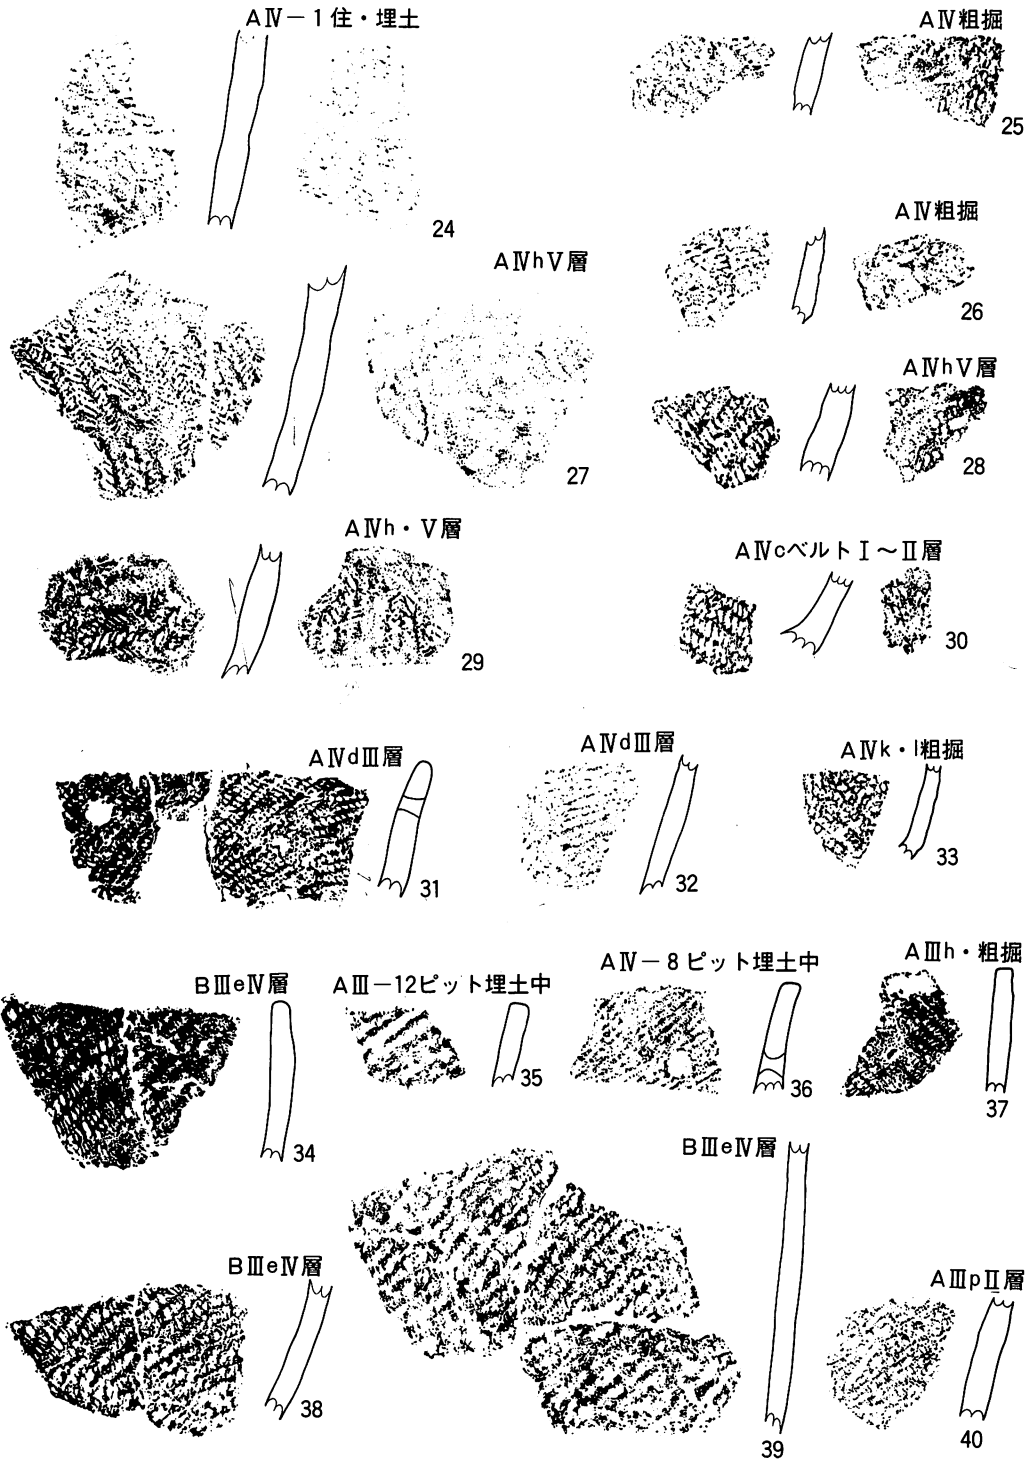 AⅣ－1住・埋土
24
AⅣ粗掘
25
AⅣ粗掘
26
AⅣhⅤ層
27
AⅣhⅤ層
28
AⅣh・Ⅴ層
29
AⅣcベルトⅠ～Ⅱ層
30
AⅣdⅢ層
31
AⅣdⅢ層
32
AⅣk・l粗掘
33
BⅢeⅣ層
34
AⅢ－12ピット埋土中
35
AⅣ－8ピット埋土中
36
AⅢh・粗掘
37
BⅢeⅣ層
38
BⅢeⅣ層
39
AⅢpⅡ層
40